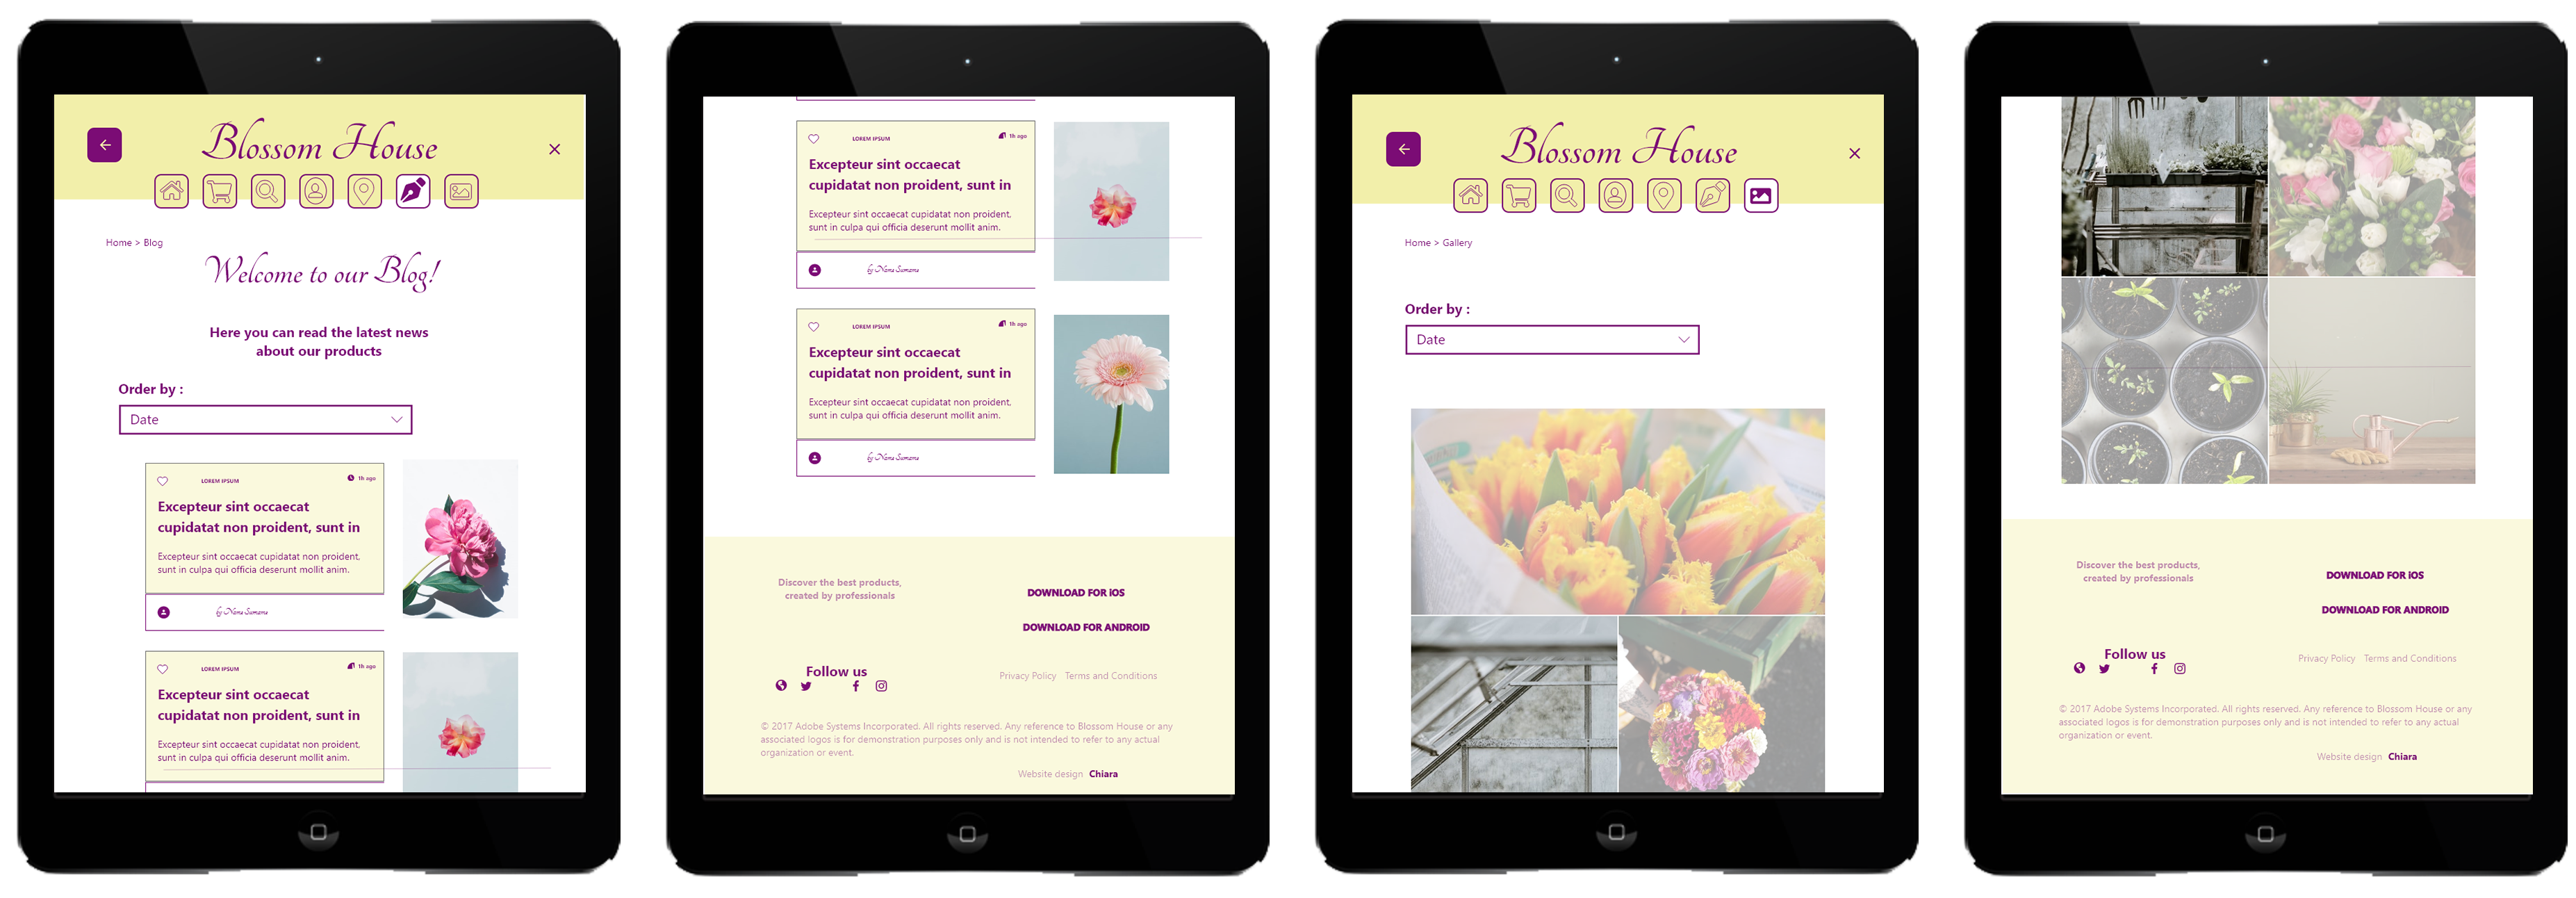 Blossom House
Home > Blog
Welcome to our Blog!
Here you can read the latest news
about our products
Order by :
Date
LOREM IPSUM
1h ago
Excepteur sint occaecat
cupidatat non proident, sunt in
Excepteur sint occaecat cupidatat non proident,
sunt in culpa qui officia deserunt mollit anim.
by Nana Samana
LOREM IPSUM
1h ago
Excepteur sint occaecat
cupidatat non proident, sunt in
Excepteur sint occaecat cupidatat non proident,
sunt in culpa qui officia deserunt mollit anim.
LOREM IPSUM
1h ago
Excepteur sint occaecat
cupidatat non proident, sunt in
Excepteur sint occaecat cupidatat non proident,
sunt in culpa qui officia deserunt mollit anim.
by Nana Samana
LOREM IPSUM
1h ago
Excepteur sint occaecat
cupidatat non proident, sunt in
Excepteur sint occaecat cupidatat non proident,
sunt in culpa qui officia deserunt mollit anim.
by Nana Samana
Discover the best products,
created by professionals
DOWNLOAD FOR iOS
DOWNLOAD FOR ANDROID
Follow us
Privacy Policy Terms and Conditions
© 2017 Adobe Systems Incorporated. All rights reserved. Any reference to Blossom House or any
associated logos is for demonstration purposes only and is not intended to refer to any actual
organization or event.
Website design Chiara
Blossom House
Home > Gallery
Order by :
Date
Discover the best products,
created by professionals
DOWNLOAD FOR iOS
DOWNLOAD FOR ANDROID
Follow us
Privacy Policy Terms and Conditions
© 2017 Adobe Systems Incorporated. All rights reserved. Any reference to Blossom House or any
associated logos is for demonstration purposes only and is not intended to refer to any actual
organization or event.
Website design Chiara